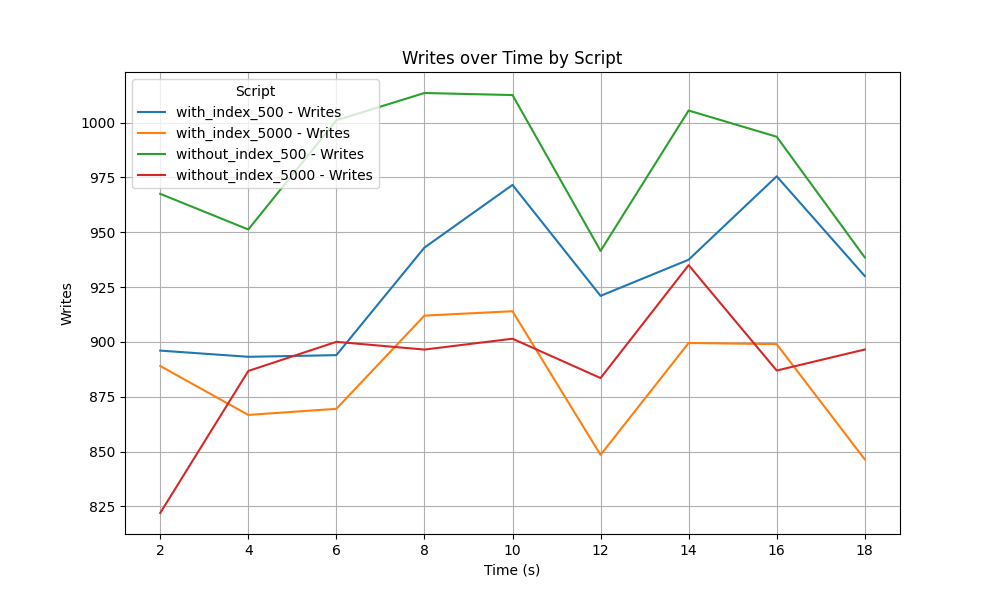 Writes over Time by Script
Script
with_index_500 - Writes
with_index_5000 - Writes
without_index_500 - Writes
without_index_5000 - Writes
1000
975
950
925
900
875
850
825
Writes
2 4 6 8 10 12 14 16 18
Time (s)